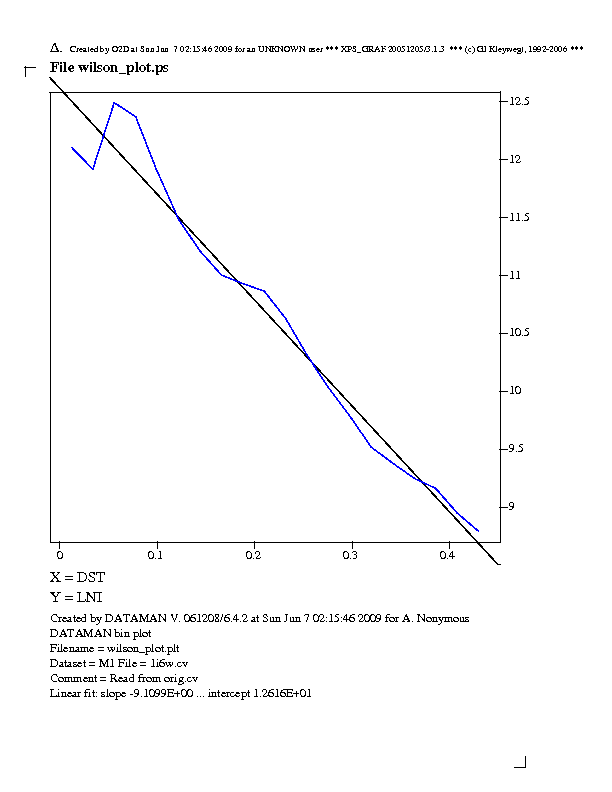 Δ. Created by O2D at Sun Jun 7 02:15:46 2009 for an UNKNOWN user *** XPS_GRAF 20051205/3.1.3 *** (c) GJ Kleywegt, 1992-2006 ***
File wilson_plot.ps
12.5
12
11.5
11
10.5
10
9.5
9
0 0.1 0.2 0.3 0.4
X = DST
Y = LNI
Created by DATAMAN V. 061208/6.4.2 at Sun Jun 7 02:15:46 2009 for A. Nonymous
DATAMAN bin plot
Filename = wilson_plot.plt
Dataset = M1 File = 1i6w.cv
Comment = Read from orig.cv
Linear fit: slope -9.1099E+00 ... intercept 1.2616E+01